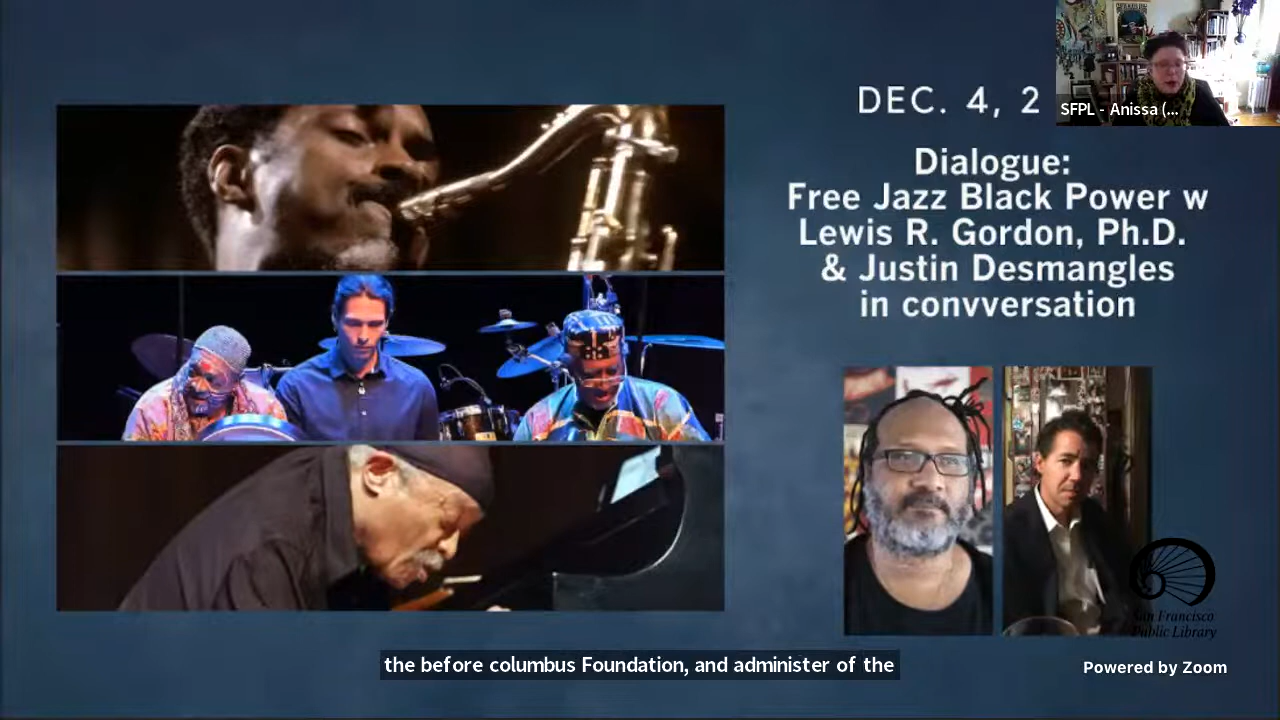 DEC. 4, 2
SFPL - Anissa (...
Dialogue:
Free Jazz Black Power w
Lewis R. Gordon, Ph.D.
& Justin Desmangles
in convversation
San Francisco
Public Library
the before columbus Foundation, and administer of the
Powered by Zoom